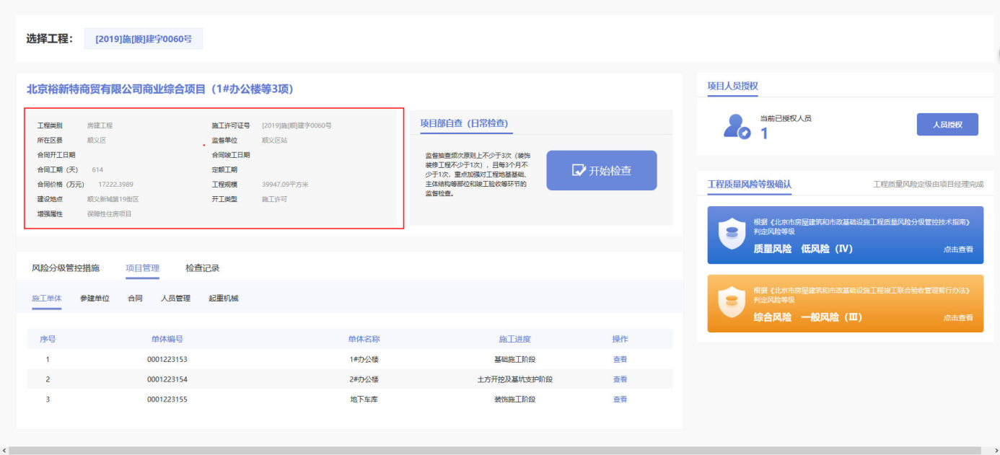 选择工程： [2019]施[顺]建字0060号
北京裕新特商贸有限公司商业综合项目（1#办公楼等3项）
工程类别 房建工程 施工许可证号 [2019]施[顺]建字0060号
所在区县 顺义区 监督单位 顺义区站
合同开工日期 合同竣工日期
合同工期（天） 614 定额工期
合同价格（万元） 17222.3989 工程规模 39947.09平方米
建设地点 顺义新城第19街区 开工类型 施工许可
增强属性 保障性住房项目
项目部自查（日常检查）
监督抽查频次原则上不少于3次（装饰
装修工程不少于1次），且每3个月不
少于1次，重点加强对工程地基基础、
主体结构等部位和竣工验收等环节的
监督检查。
开始检查
项目人员授权
当前已授权人员
1
人员授权
工程质量风险等级确认 工程质量风险定级由项目经理完成
根据《北京市房屋建筑和市政基础设施工程质量风险分级管控技术指南》
判定风险等级
质量风险 低风险（Ⅳ） 点击查看
根据《北京市房屋建筑和市政基础设施工程竣工联合验收管理暂行办法》
判定风险等级
综合风险 一般风险（Ⅲ） 点击查看
风险分级管控措施 项目管理 检查记录
施工单体 参建单位 合同 人员管理 起重机械
序号 单体编号 单体名称 施工进度 操作
1 0001223153 1#办公楼 基础施工阶段 查看
2 0001223154 2#办公楼 土方开挖及基坑支护阶段 查看
3 0001223155 地下车库 装饰施工阶段 查看